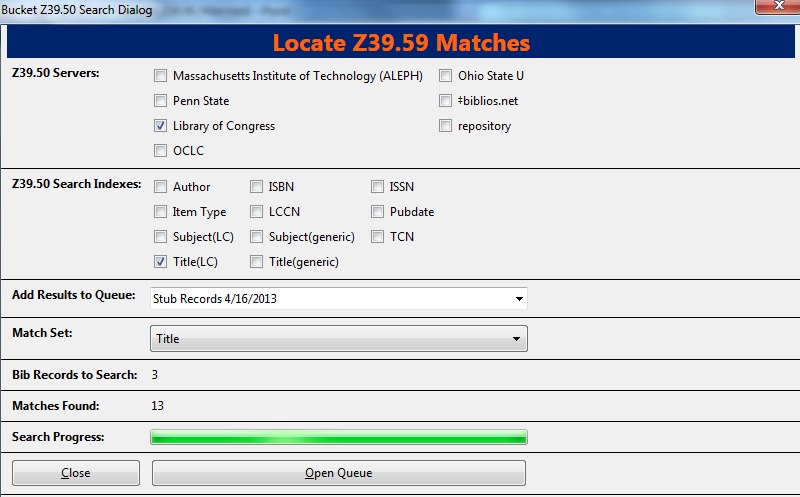 Bucket Z39.50 Search Dialog
Locate Z39.59 Matches
Z39.50 Servers:
Massachusetts Institute of Technology (ALEPH) Ohio State U
Penn State ‡biblios.net
Library of Congress repository
OCLC
Z39.50 Search Indexes: Author ISBN ISSN
Item Type LCCN Pubdate
Subject(LC) Subject(generic) TCN
Title(LC) Title(generic)
Add Results to Queue: Stub Records 4/16/2013
Match Set: Title
Bib Records to Search: 3
Matches Found: 13
Search Progress:
Close Open Queue